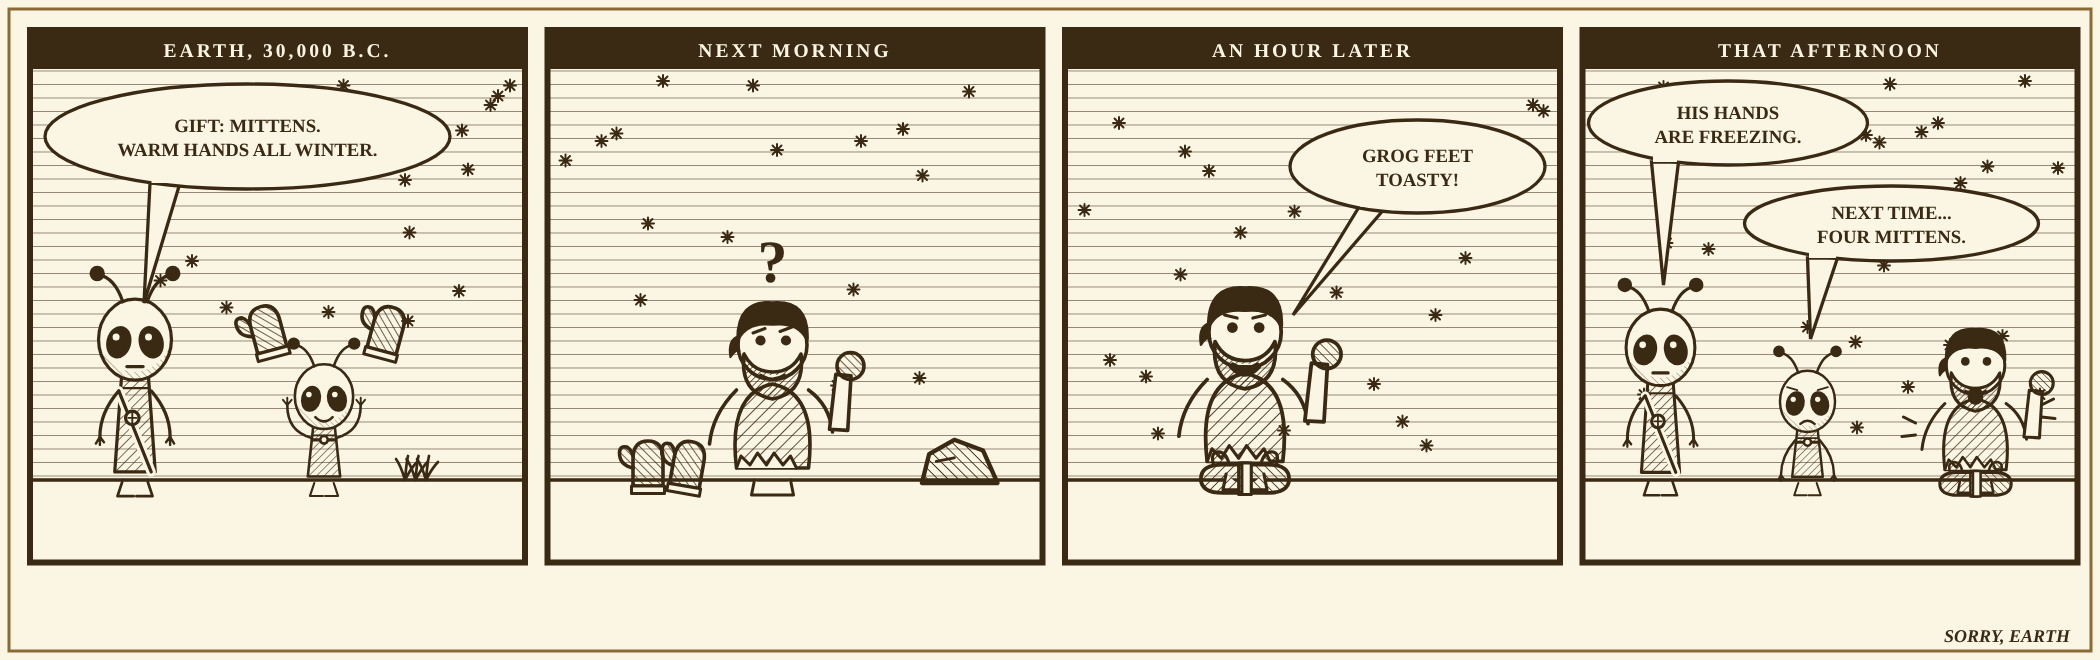 EARTH, 30,000 B.C.
GIFT: MITTENS.
WARM HANDS ALL WINTER.
NEXT MORNING
?
AN HOUR LATER
GROG FEET
TOASTY!
THAT AFTERNOON
HIS HANDS
ARE FREEZING.
NEXT TIME...
FOUR MITTENS.
SORRY, EARTH